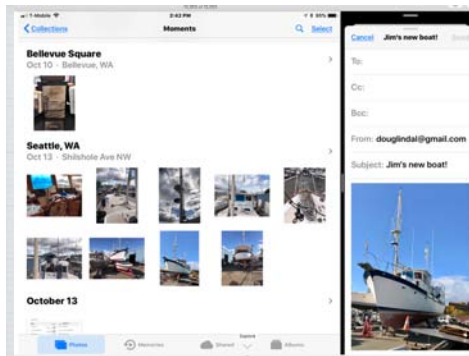 T-Mobile
2:42 PM
Collections
Moments
Select
Bellevue Square
Oct 10 · Bellevue, WA
Seattle, WA
Oct 13 · Shilshole Ave NW
October 13
Photos
Memories
Shared
Albums
Cancel
Jim's new boat!
To:
Cc:
Bcc:
From: douglindal@gmail.com
Subject: Jim's new boat!